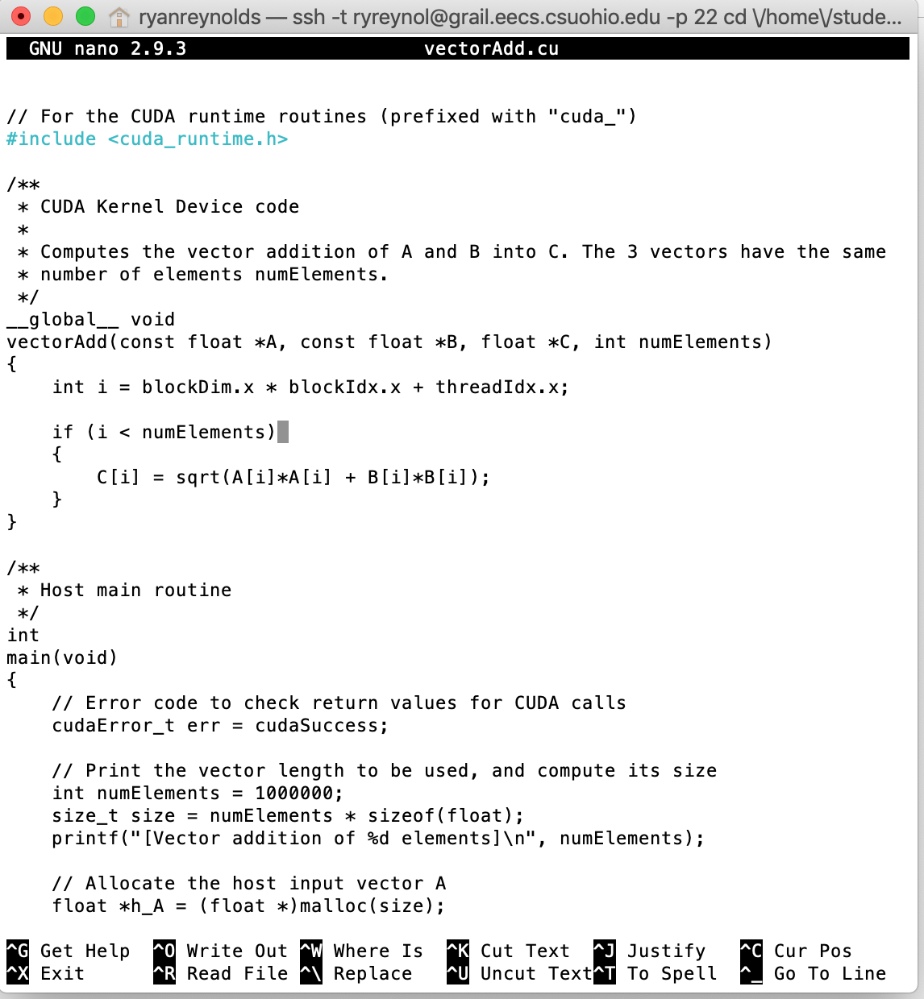 ryanreynolds — ssh -t ryreynol@grail.eecs.csuohio.edu -p 22 cd \/home\/stude...
GNU nano 2.9.3 vectorAdd.cu
// For the CUDA runtime routines (prefixed with "cuda_")
#include <cuda_runtime.h>
/**
 * CUDA Kernel Device code
 *
 * Computes the vector addition of A and B into C. The 3 vectors have the same
 * number of elements numElements.
 */
__global__ void
vectorAdd(const float *A, const float *B, float *C, int numElements)
{
    int i = blockDim.x * blockIdx.x + threadIdx.x;
    if (i < numElements)
    {
        C[i] = sqrt(A[i]*A[i] + B[i]*B[i]);
    }
}
/**
 * Host main routine
 */
int
main(void)
{
    // Error code to check return values for CUDA calls
    cudaError_t err = cudaSuccess;
    // Print the vector length to be used, and compute its size
    int numElements = 1000000;
    size_t size = numElements * sizeof(float);
    printf("[Vector addition of %d elements]\n", numElements);
    // Allocate the host input vector A
    float *h_A = (float *)malloc(size);
^G Get Help ^O Write Out ^W Where Is ^K Cut Text ^J Justify ^C Cur Pos
^X Exit ^R Read File ^\ Replace ^U Uncut Text ^T To Spell ^_ Go To Line